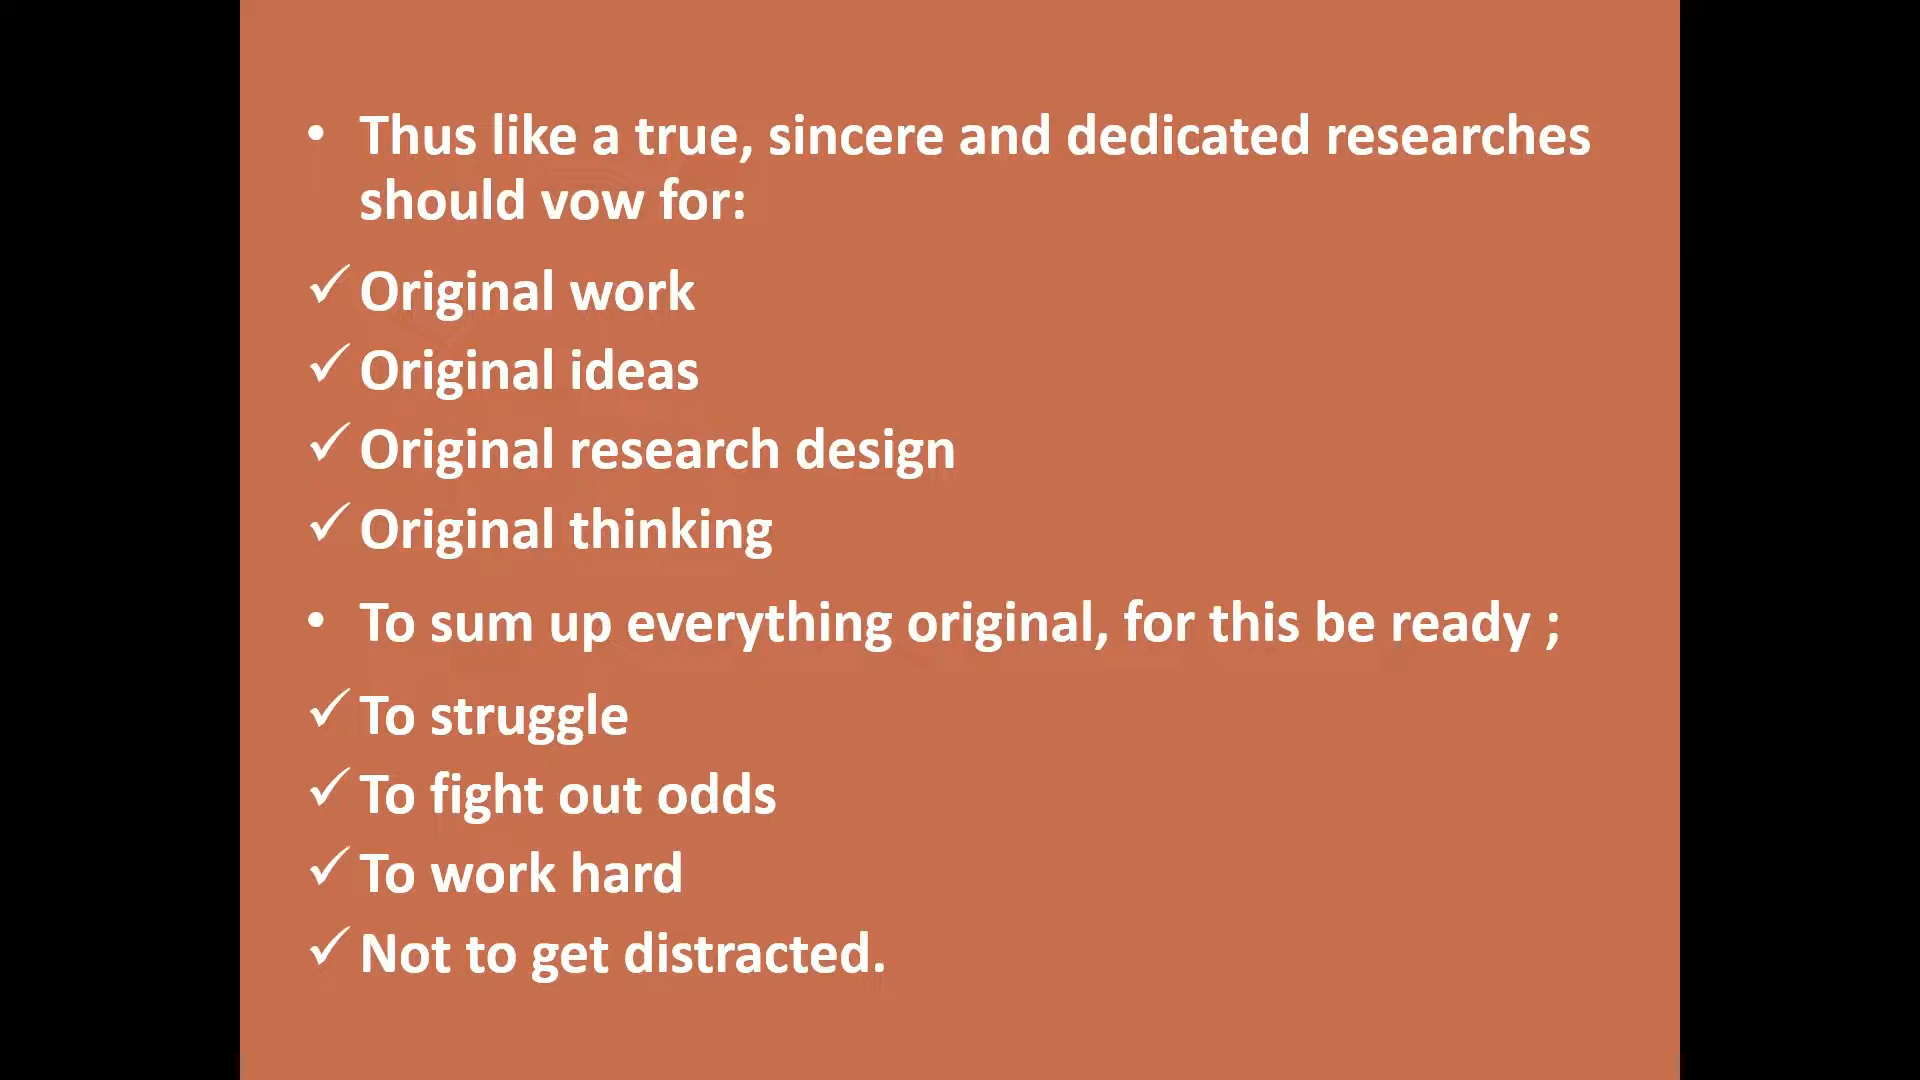 • Thus like a true, sincere and dedicated researches
should vow for:
✓ Original work
✓ Original ideas
✓ Original research design
✓ Original thinking
• To sum up everything original, for this be ready ;
✓ To struggle
✓ To fight out odds
✓ To work hard
✓ Not to get distracted.